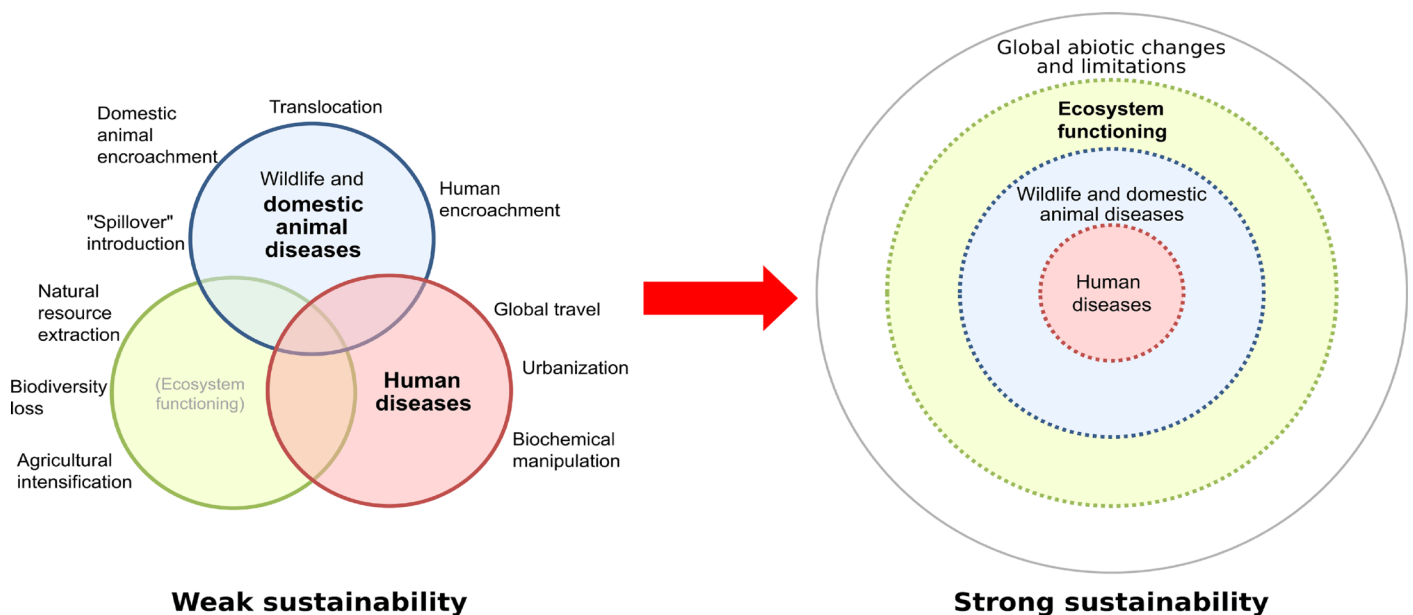 Translocation
Domestic
animal
encroachment
Wildlife and
domestic
animal
diseases
Human
encroachment
"Spillover"
introduction
Natural
resource
extraction
Global travel
Biodiversity
loss
(Ecosystem
functioning)
Human
diseases
Urbanization
Agricultural
intensification
Biochemical
manipulation
Weak sustainability
Global abiotic changes
and limitations
Ecosystem
functioning
Wildlife and domestic
animal diseases
Human
diseases
Strong sustainability